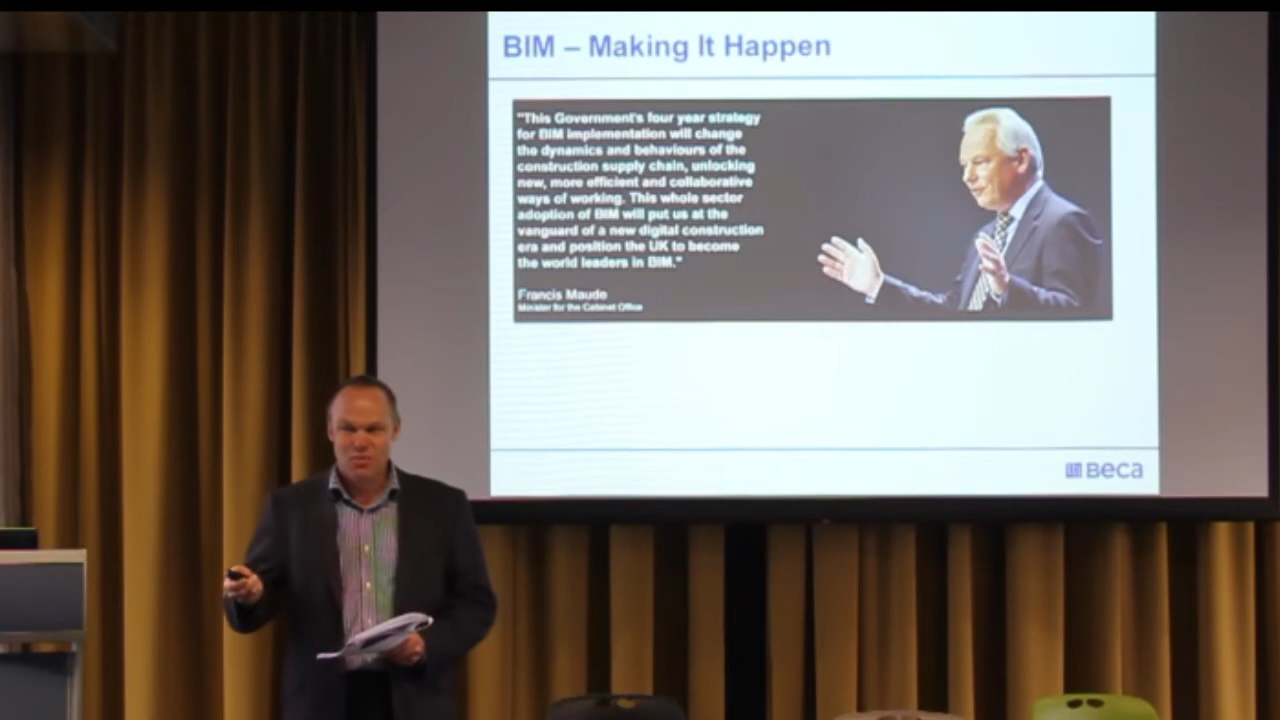 BIM – Making It Happen
"This Government's four year strategy
for BIM implementation will change
the dynamics and behaviours of the
construction supply chain, unlocking
new, more efficient and collaborative
ways of working. This whole sector
adoption of BIM will put us at the
vanguard of a new digital construction
era and position the UK to become
the world leaders in BIM."
Francis Maude
Minister for the Cabinet Office
Beca